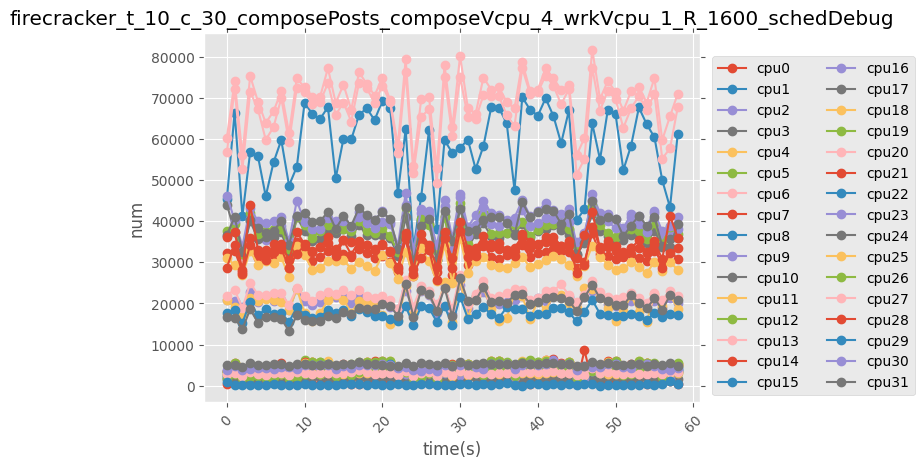 firecracker_t_10_c_30_composePosts_composeVcpu_4_wrkVcpu_1_R_1600_schedDebug
80000
70000
60000
50000
40000
30000
20000
10000
0
num
0
10
20
30
40
50
60
time(s)
cpu0
cpu1
cpu2
cpu3
cpu4
cpu5
cpu6
cpu7
cpu8
cpu9
cpu10
cpu11
cpu12
cpu13
cpu14
cpu15
cpu16
cpu17
cpu18
cpu19
cpu20
cpu21
cpu22
cpu23
cpu24
cpu25
cpu26
cpu27
cpu28
cpu29
cpu30
cpu31